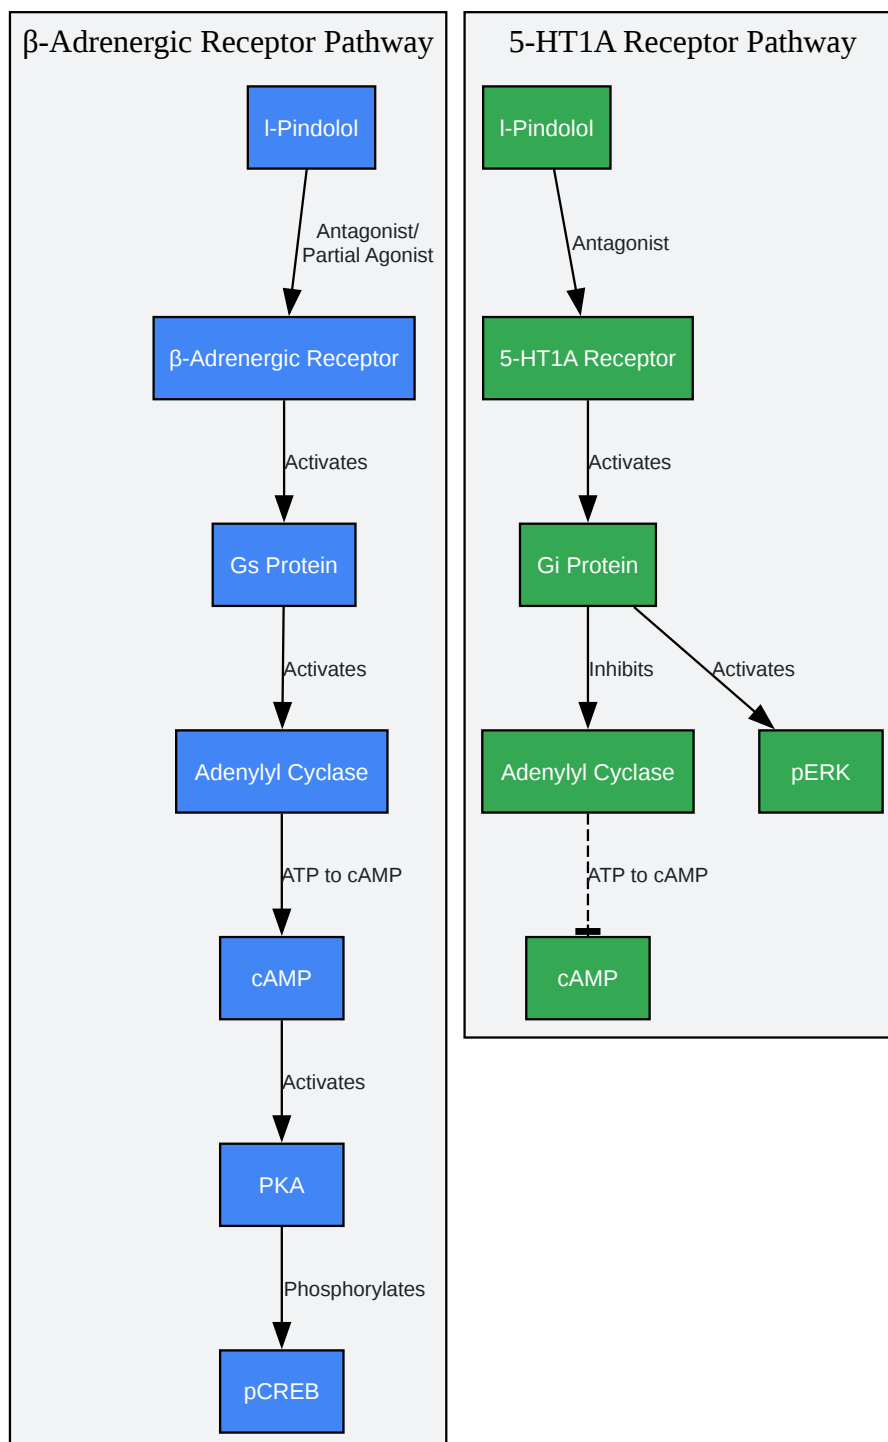 β-Adrenergic Receptor Pathway
l-Pindolol
Antagonist/
Partial Agonist
β-Adrenergic Receptor
Activates
Gs Protein
Activates
Adenylyl Cyclase
ATP to cAMP
cAMP
Activates
PKA
Phosphorylates
pCREB
5-HT1A Receptor Pathway
l-Pindolol
Antagonist
5-HT1A Receptor
Activates
Gi Protein
Inhibits
Activates
Adenylyl Cyclase
pERK
ATP to cAMP
cAMP